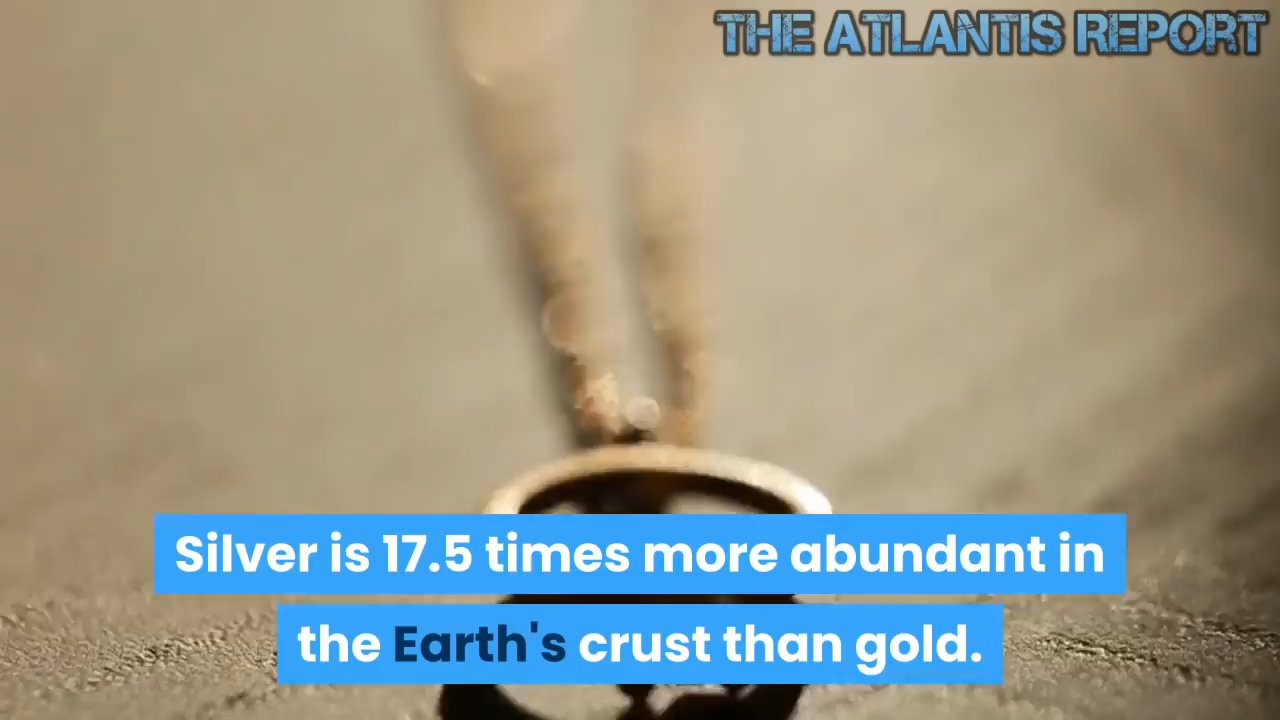 THE ATLANTIS REPORT
Silver is 17.5 times more abundant in
the Earth's crust than gold.